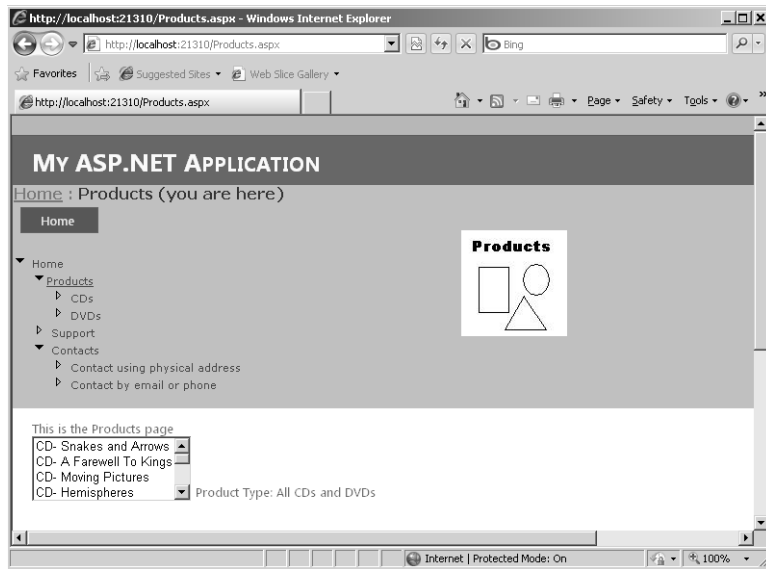 http://localhost:21310/Products.aspx - Windows Internet Explorer
http://localhost:21310/Products.aspx
Bing
Favorites
Suggested Sites
Web Slice Gallery
http://localhost:21310/Products.aspx
Page
Safety
Tools
MY ASP.NET APPLICATION
Home : Products (you are here)
Home
Products
Home
Products
CDs
DVDs
Support
Contacts
Contact using physical address
Contact by email or phone
This is the Products page
CD- Snakes and Arrows
CD- A Farewell To Kings
CD- Moving Pictures
CD- Hemispheres
Product Type: All CDs and DVDs
Internet | Protected Mode: On
100%